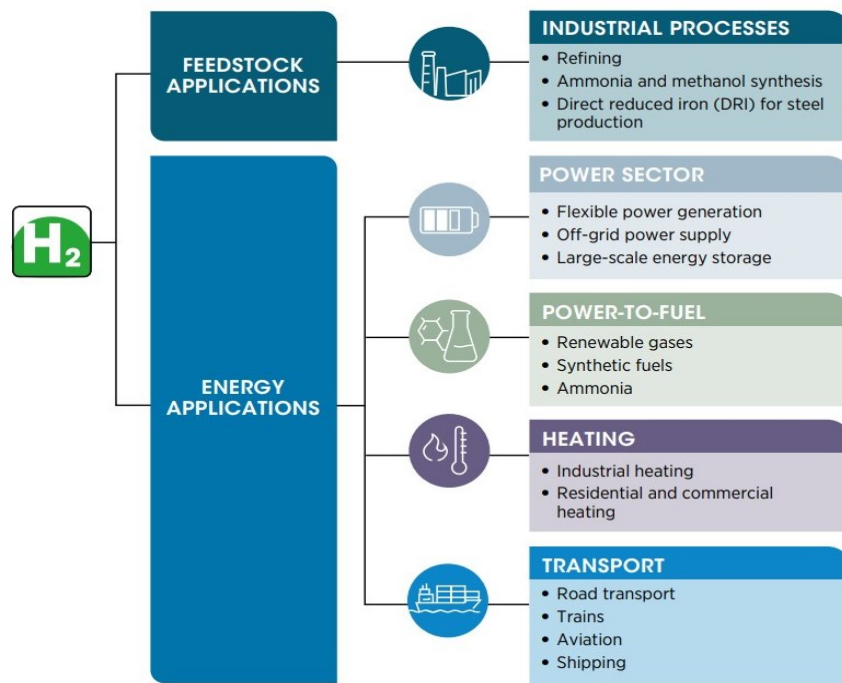 H2
FEEDSTOCK
APPLICATIONS
INDUSTRIAL PROCESSES
• Refining
• Ammonia and methanol synthesis
• Direct reduced iron (DRI) for steel
production
ENERGY
APPLICATIONS
POWER SECTOR
• Flexible power generation
• Off-grid power supply
• Large-scale energy storage
POWER-TO-FUEL
• Renewable gases
• Synthetic fuels
• Ammonia
HEATING
• Industrial heating
• Residential and commercial
heating
TRANSPORT
• Road transport
• Trains
• Aviation
• Shipping